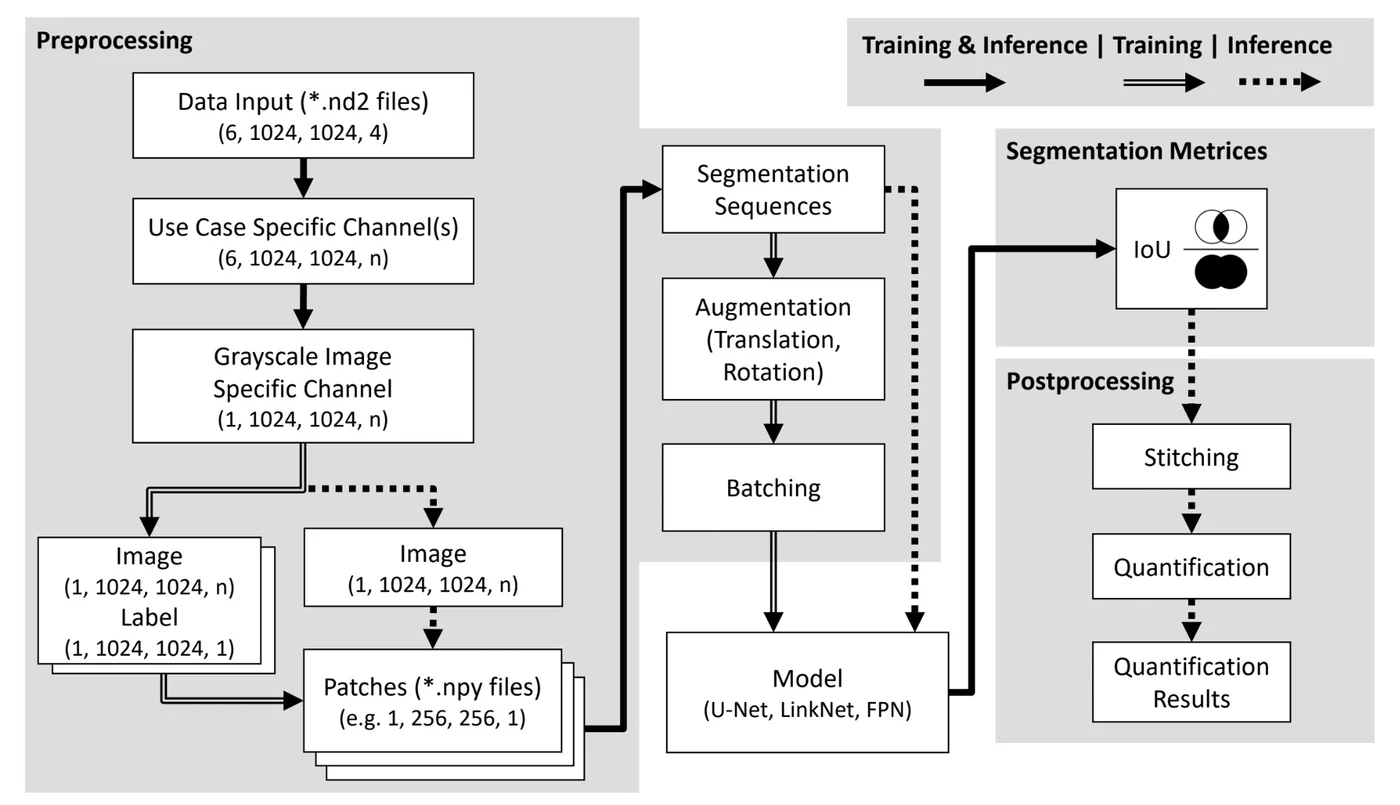 Preprocessing
Data Input (*.nd2 files)
(6, 1024, 1024, 4)
Use Case Specific Channel(s)
(6, 1024, 1024, n)
Grayscale Image
Specific Channel
(1, 1024, 1024, n)
Image
(1, 1024, 1024, n)
Label
(1, 1024, 1024, 1)
Image
(1, 1024, 1024, n)
Patches (*.npy files)
(e.g. 1, 256, 256, 1)
Segmentation
Sequences
Augmentation
(Translation,
Rotation)
Batching
Model
(U-Net, LinkNet, FPN)
Training & Inference | Training | Inference
Segmentation Metrices
IoU
Postprocessing
Stitching
Quantification
Quantification
Results